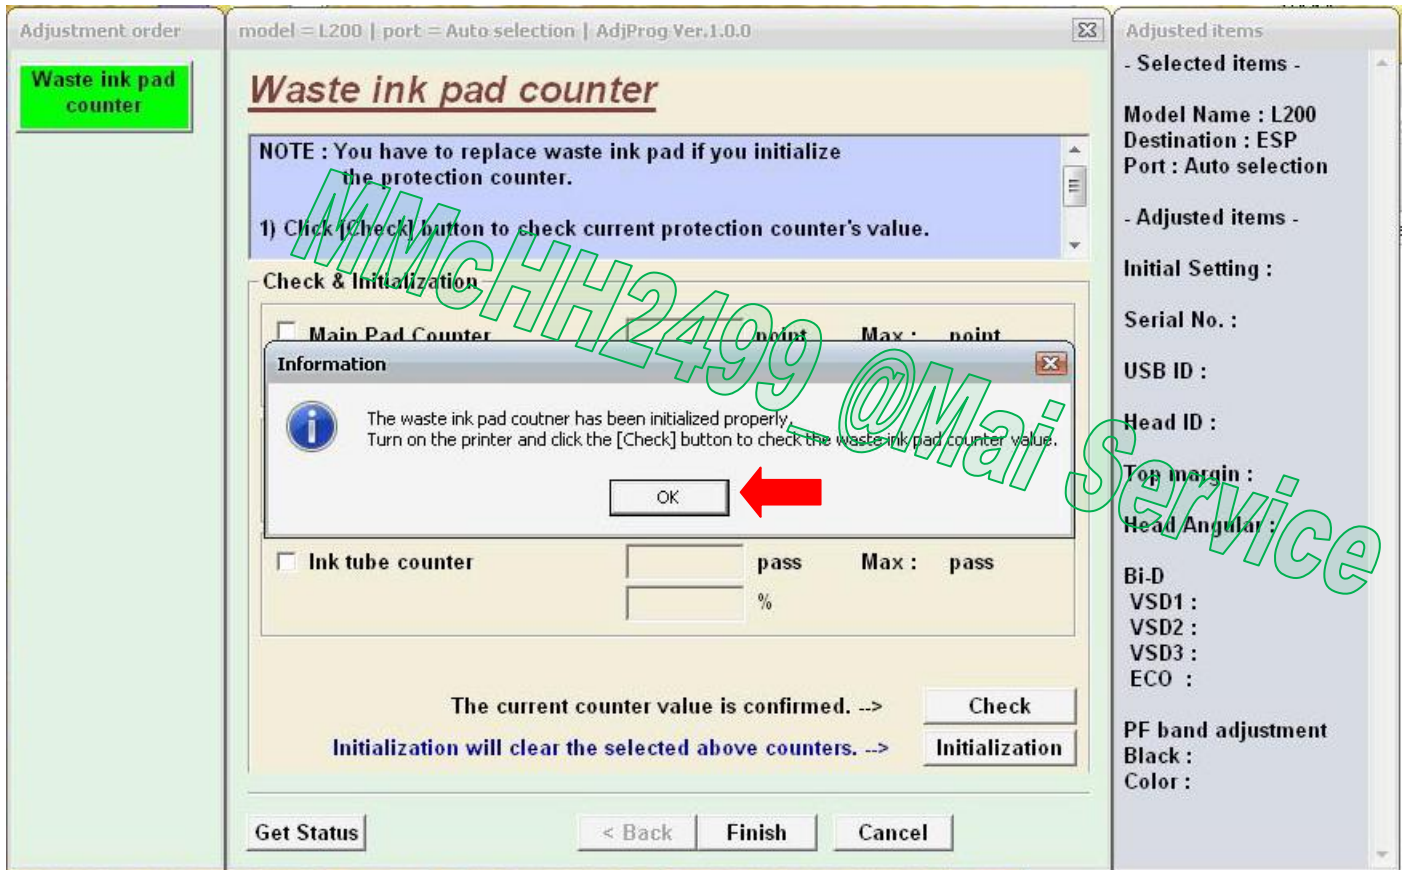 Adjustment order
Waste ink pad
counter
model = L200 | port = Auto selection | AdjProg Ver.1.0.0
Waste ink pad counter
NOTE : You have to replace waste ink pad if you initialize
the protection counter.
1) Click [Check] button to check current protection counter's value.
Check & Initialization
Main Pad Counter point Max : point
Information
The waste ink pad coutner has been initialized properly.
Turn on the printer and click the [Check] button to check the waste ink pad counter value.
OK
Ink tube counter pass Max : pass
%
The current counter value is confirmed. --> Check
Initialization will clear the selected above counters. --> Initialization
Get Status < Back Finish Cancel
Adjusted items
- Selected items -
Model Name : L200
Destination : ESP
Port : Auto selection
- Adjusted items -
Initial Setting :
Serial No. :
USB ID :
Head ID :
Top margin :
Head Angular :
Bi-D
VSD1 :
VSD2 :
VSD3 :
ECO :
PF band adjustment
Black :
Color :
MMcHH2499_@Mai Service